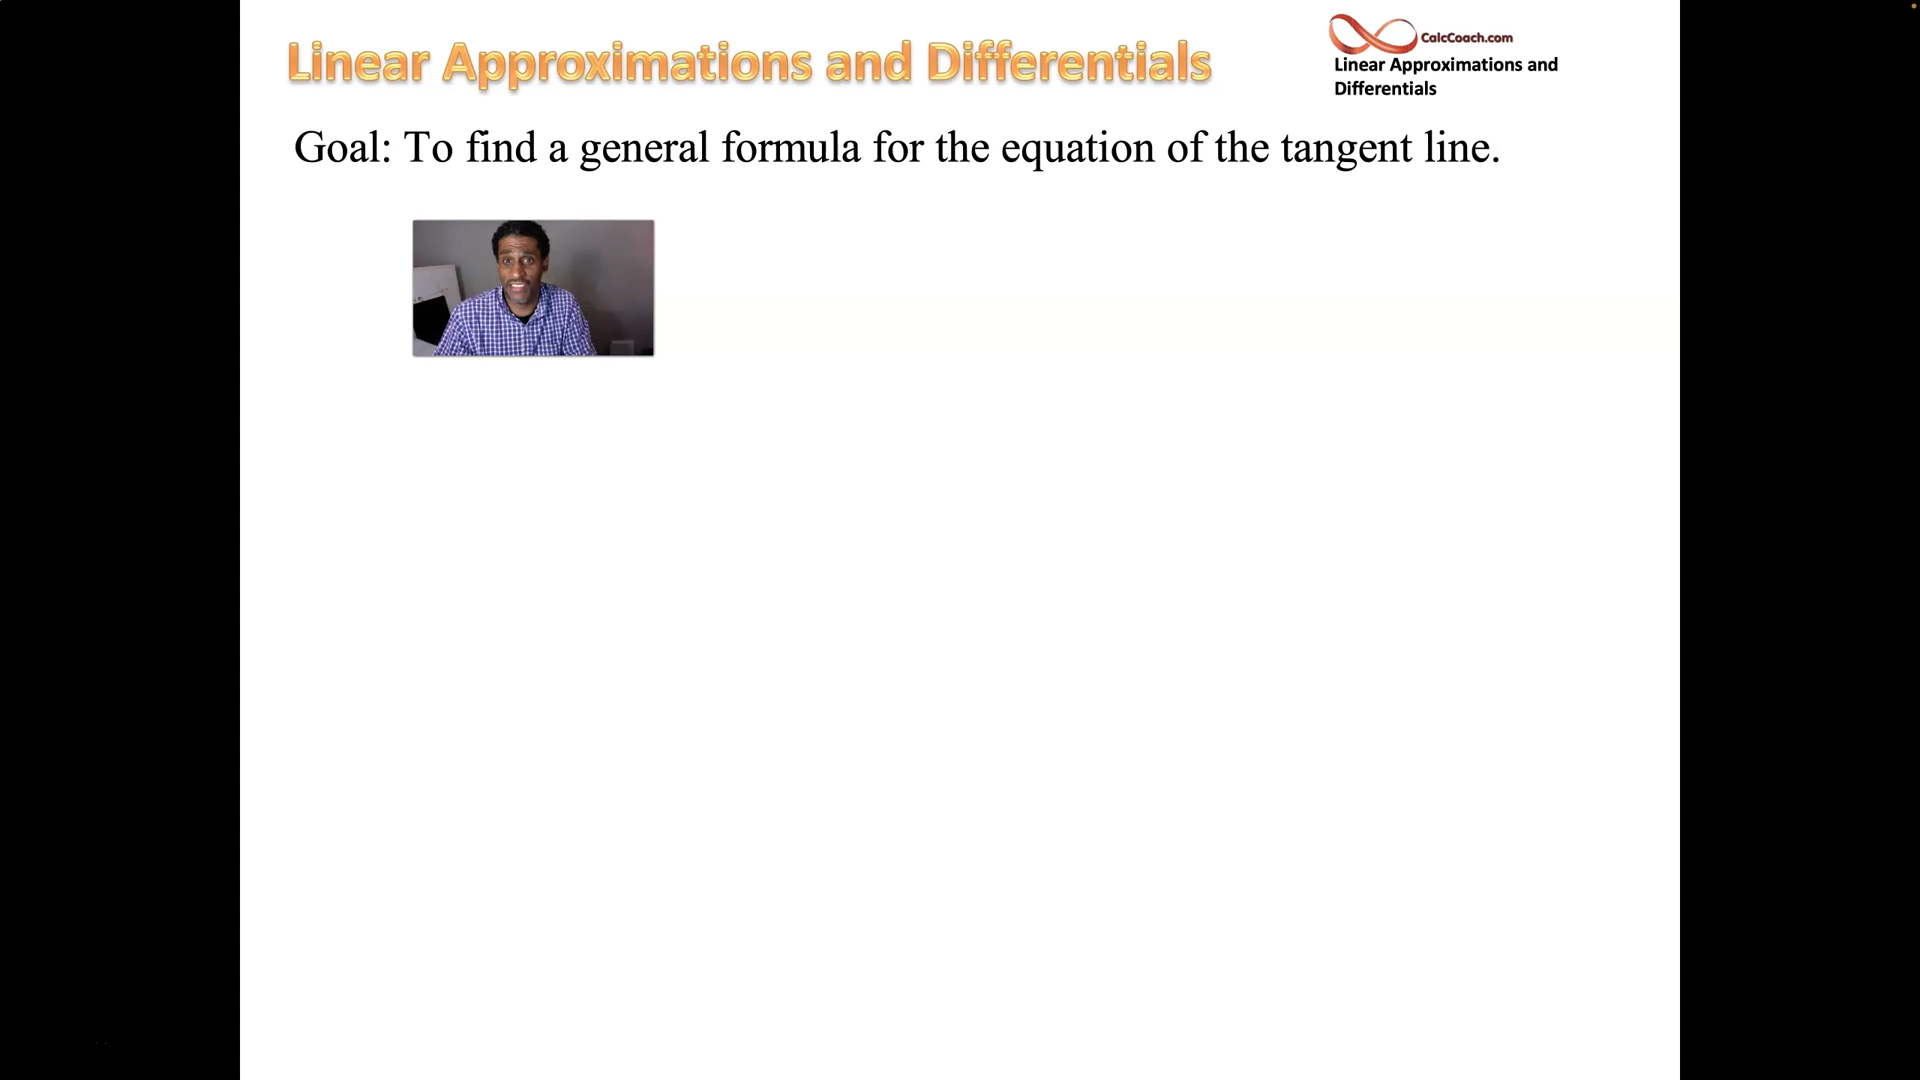 Linear Approximations and Differentials
CalcCoach.com
Linear Approximations and
Differentials
Goal: To find a general formula for the equation of the tangent line.